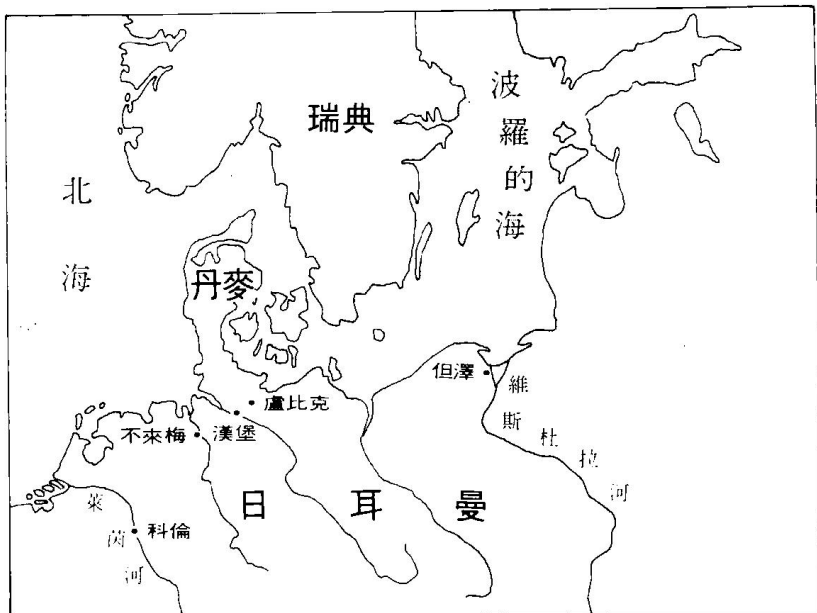 瑞典
波羅的海
北海
丹麥
但澤
維斯杜拉河
盧比克
不來梅
漢堡
日耳曼
萊茵河
科倫